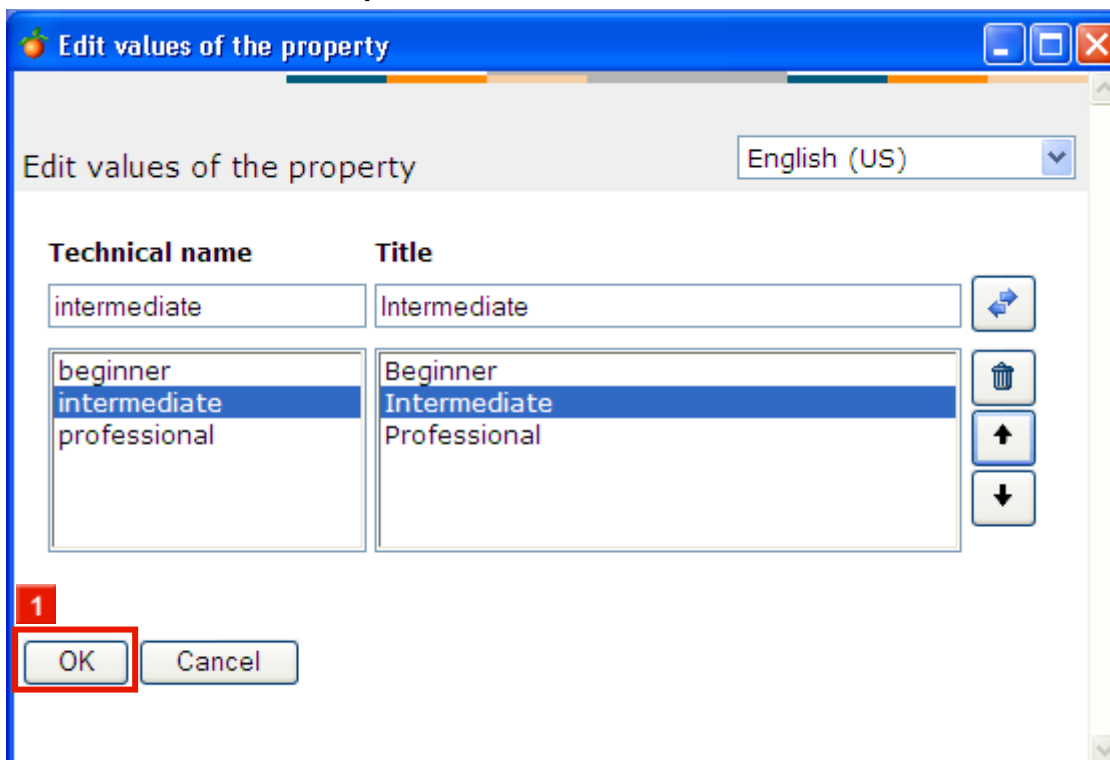 Edit values of the property
Edit values of the property English (US)
Technical name Title
intermediate Intermediate
beginner Beginner
intermediate Intermediate
professional Professional
1
OK Cancel